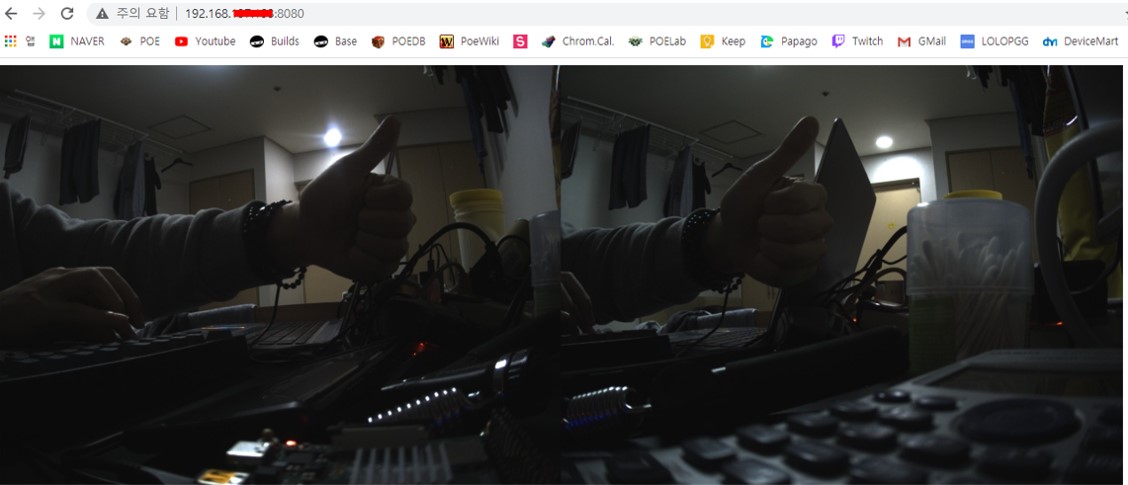 주의 요함 192.168. :8080
앱 NAVER POE Youtube Builds Base POEDB PoeWiki Chrom.Cal. POELab Keep Papago Twitch GMail LOLOPGG DeviceMart